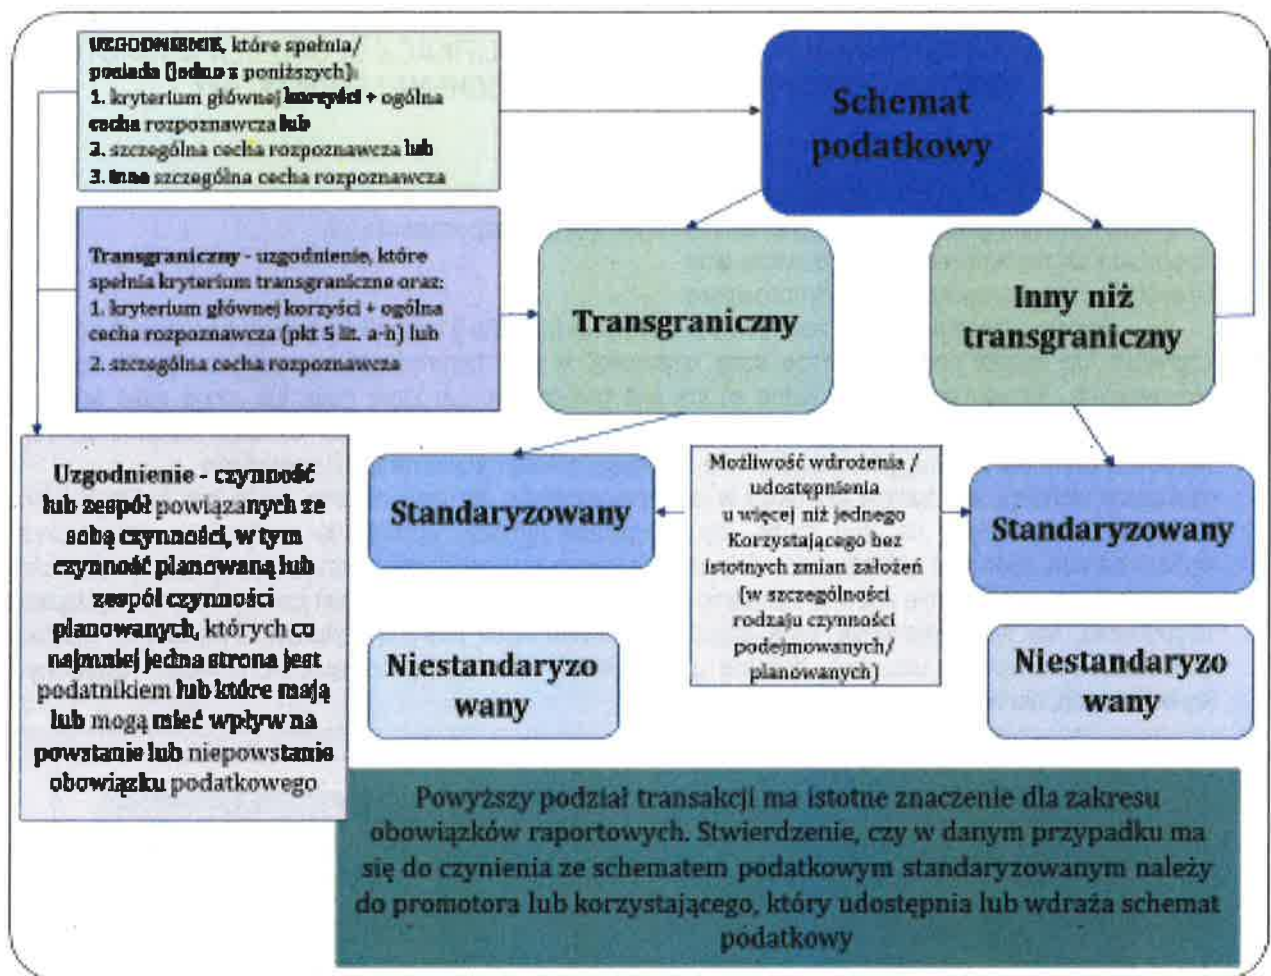 UZGODNIENIE, które spełnia/
posiada (jedno z poniższych):
1. kryterium głównej korzyści + ogólna
cecha rozpoznawcza lub
2. szczególna cecha rozpoznawcza lub
3. inna szczególna cecha rozpoznawcza
Schemat
podatkowy
Transgraniczny - uzgodnienie, które
spełnia kryterium transgraniczne oraz:
1. kryterium głównej korzyści + ogólna
cecha rozpoznawcza (pkt 5 lit. a-h) lub
2. szczególna cecha rozpoznawcza
Transgraniczny
Inny niż
transgraniczny
Uzgodnienie - czynność
lub zespół powiązanych ze
sobą czynności, w tym
czynność planowaną lub
zespół czynności
planowanych, których co
najmniej jedna strona jest
podatnikiem lub które mają
lub mogą mieć wpływ na
powstanie lub niepowstanie
obowiązku podatkowego
Standaryzowany
Możliwość wdrożenia /
udostępnienia
u więcej niż jednego
Korzystającego bez
istotnych zmian założeń
(w szczególności
rodzaju czynności
podejmowanych/
planowanych)
Standaryzowany
Niestandaryzo
wany
Niestandaryzo
wany
Powyższy podział transakcji ma istotne znaczenie dla zakresu
obowiązków raportowych. Stwierdzenie, czy w danym przypadku ma
się do czynienia ze schematem podatkowym standaryzowanym należy
do promotora lub korzystającego, który udostępnia lub wdraża schemat
podatkowy